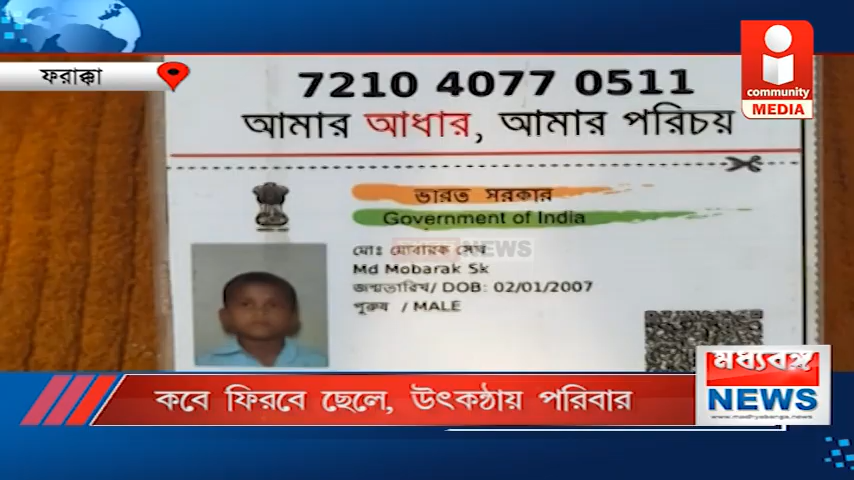 ফরাক্কা
community
MEDIA
7210 4077 0511
আমার আধার, আমার পরিচয়
ভারত সরকার
Government of India
NEWS
মোঃ মোবারক সেখ
Md Mobarak Sk
জন্মতারিখ/ DOB: 02/01/2007
পুরুষ / MALE
মধ্যবঙ্গ
NEWS
কবে ফিরবে ছেলে, উৎকণ্ঠায় পরিবার